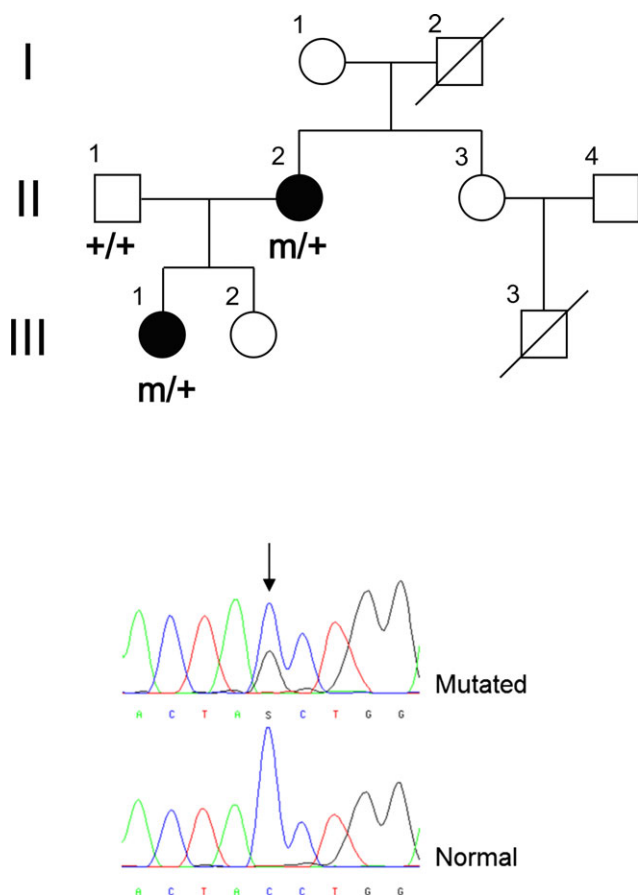 1 2
I
1 2 3 4
II
+/+ m/+
1 2 3
III
m/+
Mutated
A C T A S C T G G
Normal
A C T A C C T G G